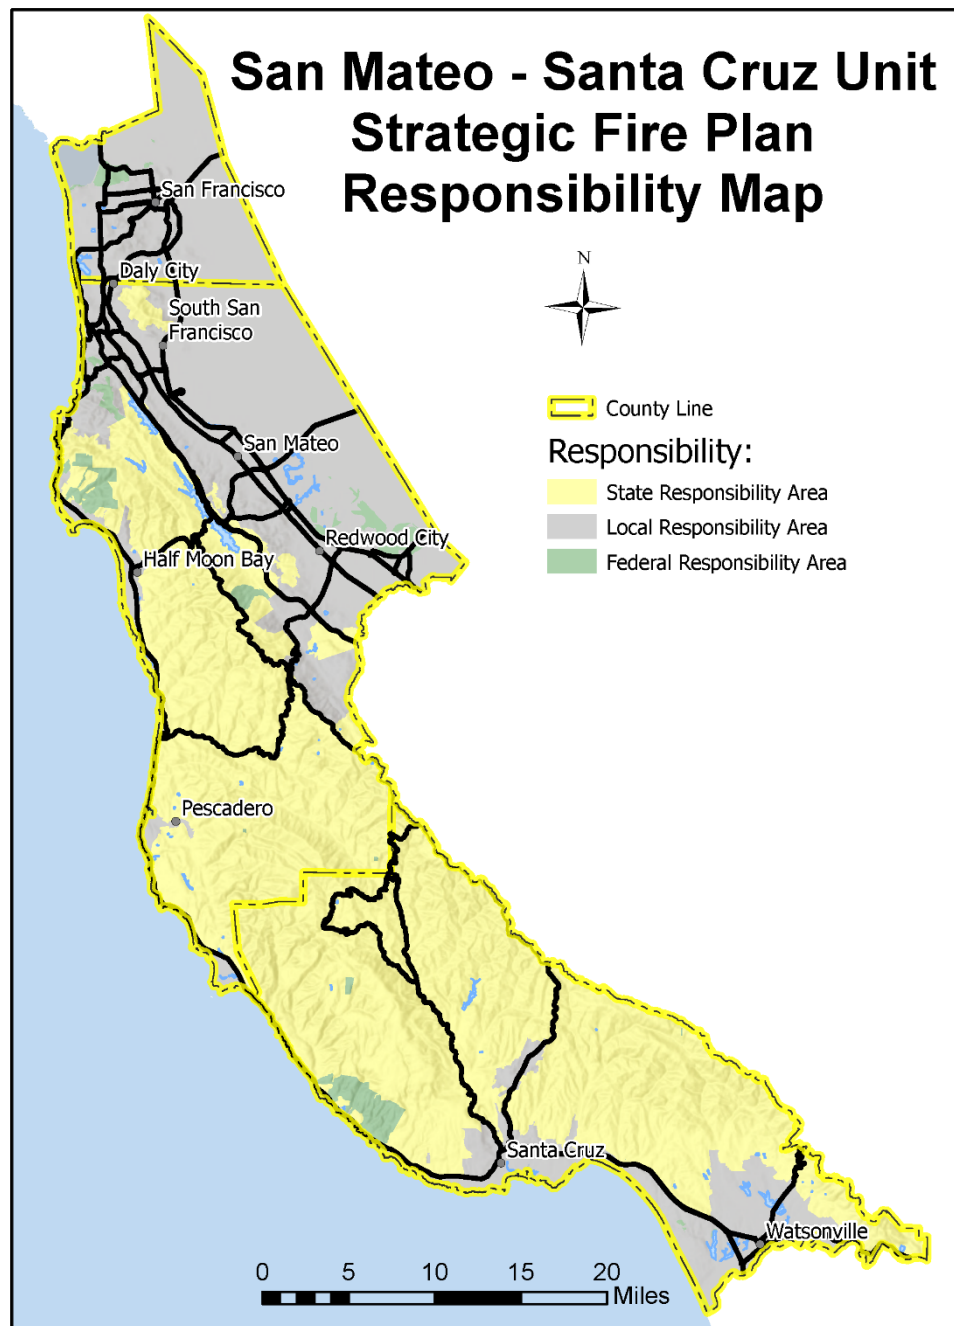 San Mateo - Santa Cruz Unit
Strategic Fire Plan
Responsibility Map
N
San Francisco
Daly City
South San
Francisco
San Mateo
Redwood City
Half Moon Bay
Pescadero
Santa Cruz
Watsonville
County Line
Responsibility:
State Responsibility Area
Local Responsibility Area
Federal Responsibility Area
0 5 10 15 20
Miles